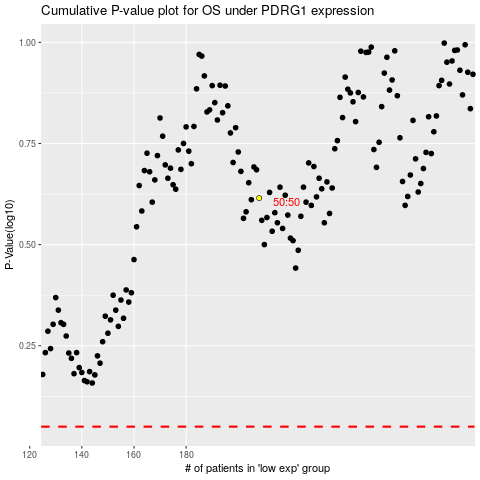 Cumulative P-value plot for OS under PDRG1 expression
P-Value(log10)
1.00
0.75
0.50
0.25
50:50
120 140 160 180
# of patients in 'low exp' group